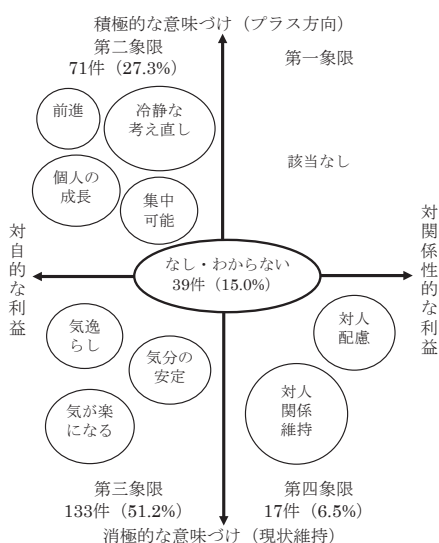 積極的な意味づけ（プラス方向）
第二象限
71件（27.3%）
第一象限
前進
冷静な
考え直し
個人の
成長
集中
可能
該当なし
対自的な利益
なし・わからない
39件（15.0%）
対関係性的な利益
気逸
らし
気分の
安定
気が楽
になる
対人
配慮
対人
関係
維持
第三象限
133件（51.2%）
第四象限
17件（6.5%）
消極的な意味づけ（現状維持）